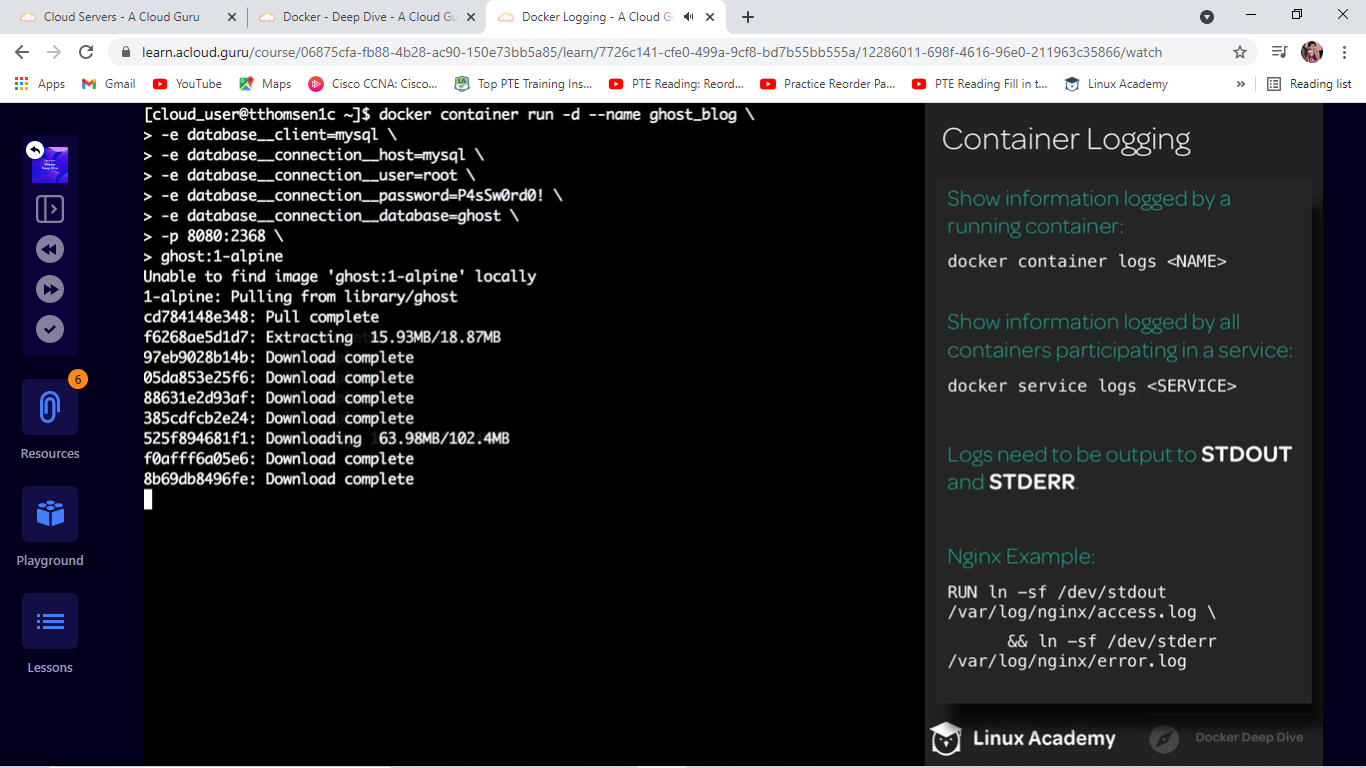 Cloud Servers - A Cloud Guru
Docker - Deep Dive - A Cloud Gu
Docker Logging - A Cloud G
learn.acloud.guru/course/06875cfa-fb88-4b28-ac90-150e73bb5a85/learn/7726c141-cfe0-499a-9cf8-bd7b55bb555a/12286011-698f-4616-96e0-211963c35866/watch
Apps
Gmail
YouTube
Maps
Cisco CCNA: Cisco...
Top PTE Training Ins...
PTE Reading: Reord...
Practice Reorder Pa...
PTE Reading Fill in t...
Linux Academy
»
Reading list
Docker
Deep Dive
6
Resources
Playground
Lessons
[cloud_user@tthomsen1c ~]$ docker container run -d --name ghost_blog \
> -e database__client=mysql \
> -e database__connection__host=mysql \
> -e database__connection__user=root \
> -e database__connection__password=P4sSw0rd0! \
> -e database__connection__database=ghost \
> -p 8080:2368 \
> ghost:1-alpine
Unable to find image 'ghost:1-alpine' locally
1-alpine: Pulling from library/ghost
cd784148e348: Pull complete
f6268ae5d1d7: Extracting 15.93MB/18.87MB
97eb9028b14b: Download complete
05da853e25f6: Download complete
88631e2d93af: Download complete
385cdfcb2e24: Download complete
525f894681f1: Downloading 63.98MB/102.4MB
f0afff6a05e6: Download complete
8b69db8496fe: Download complete
Container Logging
Show information logged by a
running container:
docker container logs <NAME>
Show information logged by all
containers participating in a service:
docker service logs <SERVICE>
Logs need to be output to STDOUT
and STDERR.
Nginx Example:
RUN ln -sf /dev/stdout
/var/log/nginx/access.log \
&& ln -sf /dev/stderr
/var/log/nginx/error.log
Linux Academy
Docker Deep Dive